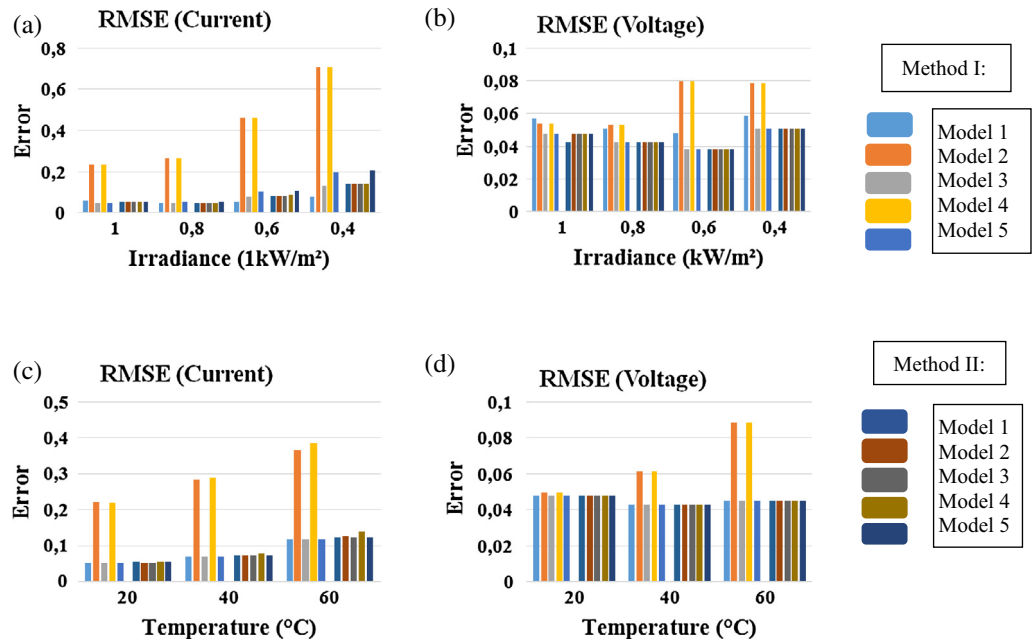 (a)
RMSE (Current)
0,8
0,6
0,4
0,2
0
Error
1
0,8
0,6
0,4
Irradiance (1kW/m²)
(b)
RMSE (Voltage)
0,1
0,08
0,06
0,04
0,02
0
Error
1
0,8
0,6
0,4
Irradiance (kW/m²)
Method I:
Model 1
Model 2
Model 3
Model 4
Model 5
(c)
RMSE (Current)
0,5
0,4
0,3
0,2
0,1
0
Error
20
40
60
Temperature (°C)
(d)
RMSE (Voltage)
0,1
0,08
0,06
0,04
0,02
0
Error
20
40
60
Temperature (°C)
Method II:
Model 1
Model 2
Model 3
Model 4
Model 5